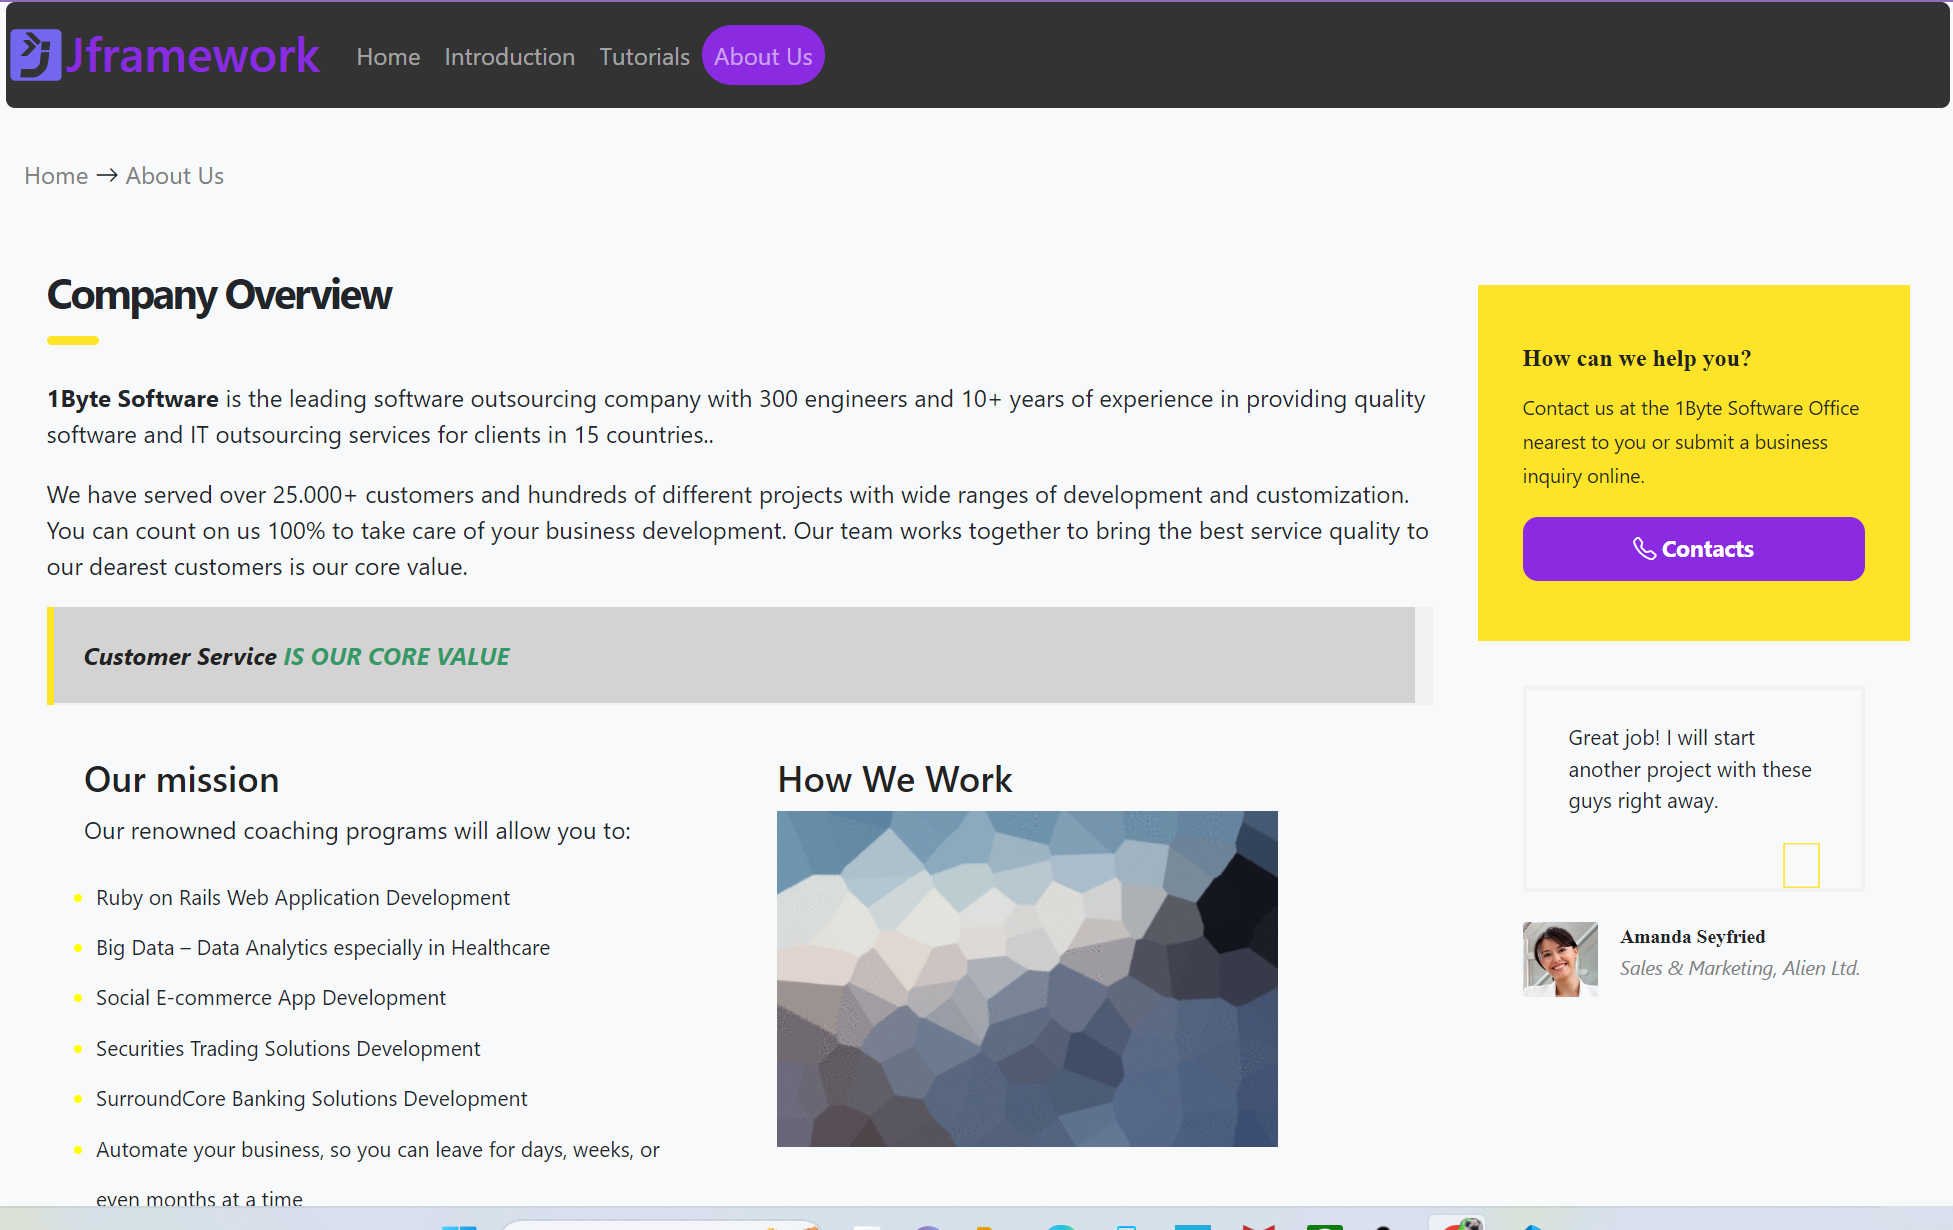 Jframework Home Introduction Tutorials About Us
Home → About Us
Company Overview
1Byte Software is the leading software outsourcing company with 300 engineers and 10+ years of experience in providing quality
software and IT outsourcing services for clients in 15 countries..
We have served over 25.000+ customers and hundreds of different projects with wide ranges of development and customization.
You can count on us 100% to take care of your business development. Our team works together to bring the best service quality to
our dearest customers is our core value.
Customer Service IS OUR CORE VALUE
Our mission
Our renowned coaching programs will allow you to:
Ruby on Rails Web Application Development
Big Data – Data Analytics especially in Healthcare
Social E-commerce App Development
Securities Trading Solutions Development
SurroundCore Banking Solutions Development
Automate your business, so you can leave for days, weeks, or
even months at a time
How We Work
How can we help you?
Contact us at the 1Byte Software Office
nearest to you or submit a business
inquiry online.
Contacts
Great job! I will start
another project with these
guys right away.
Amanda Seyfried
Sales & Marketing, Alien Ltd.